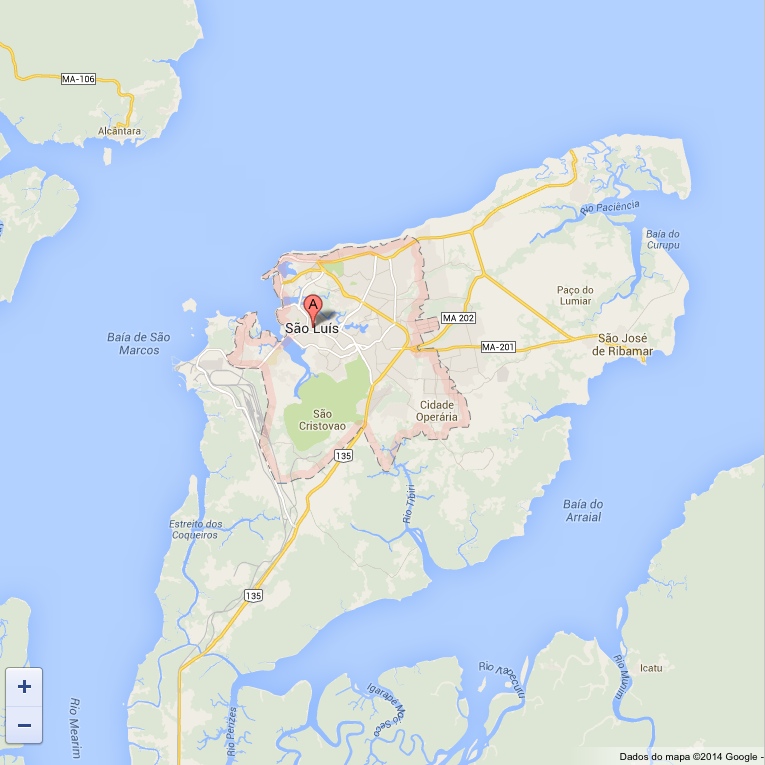 MA-106
Alcântara
Rio Paciência
Baía do
Curupu
Paço do
Lumiar
A
São Luís
MA 202
Baía de São
Marcos
MA-201
São José
de Ribamar
São
Cristovao
Cidade
Operária
135
Rio Tibiri
Baía do
Arraial
Estreito dos
Coqueiros
135
Icatu
Rio Itapecuru
Rio Munim
+
Igarapé Mo
Seco
Rio Mearim
Rio Perizes
−
Dados do mapa ©2014 Google -